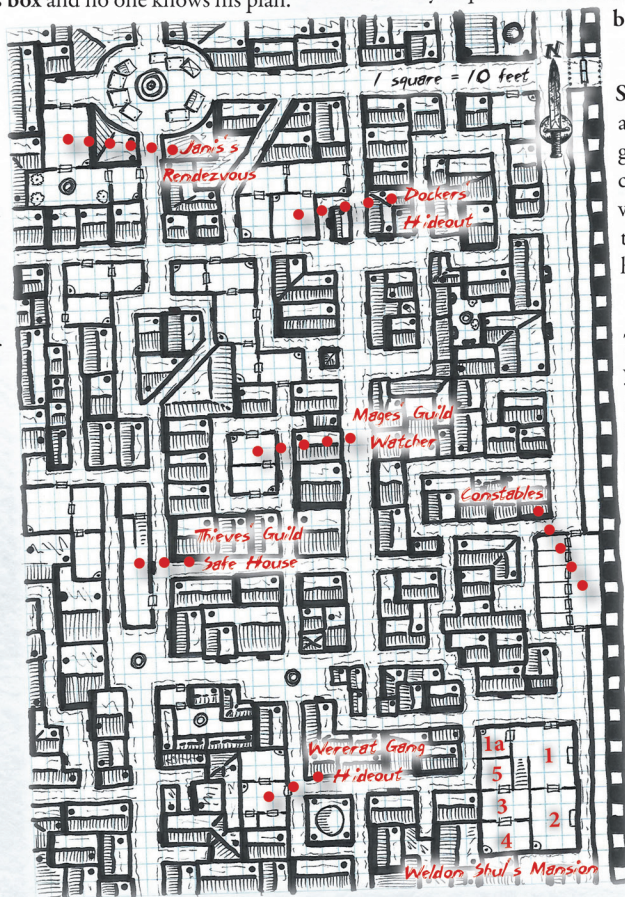 box and no one knows his plan.
b
S
a
g
c
v
t
N
1 square = 10 feet
Janis's
Rendezvous
Dockers
Hideout
Mages' Guild
Watcher
Constables
Thieves' Guild
Safe House
Wererat Gang
Hideout
1a
1
5
3
2
4
Weldon Shul's Mansion